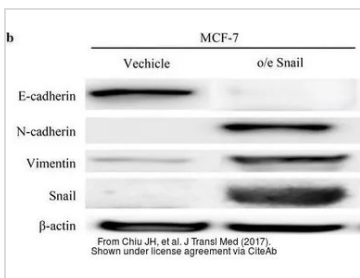 b
MCF-7
Vechicle o/e Snail
E-cadherin
N-cadherin
Vimentin
Snail
β-actin
From Chiu JH, et al. J Transl Med (2017).
Shown under license agreement via CiteAb